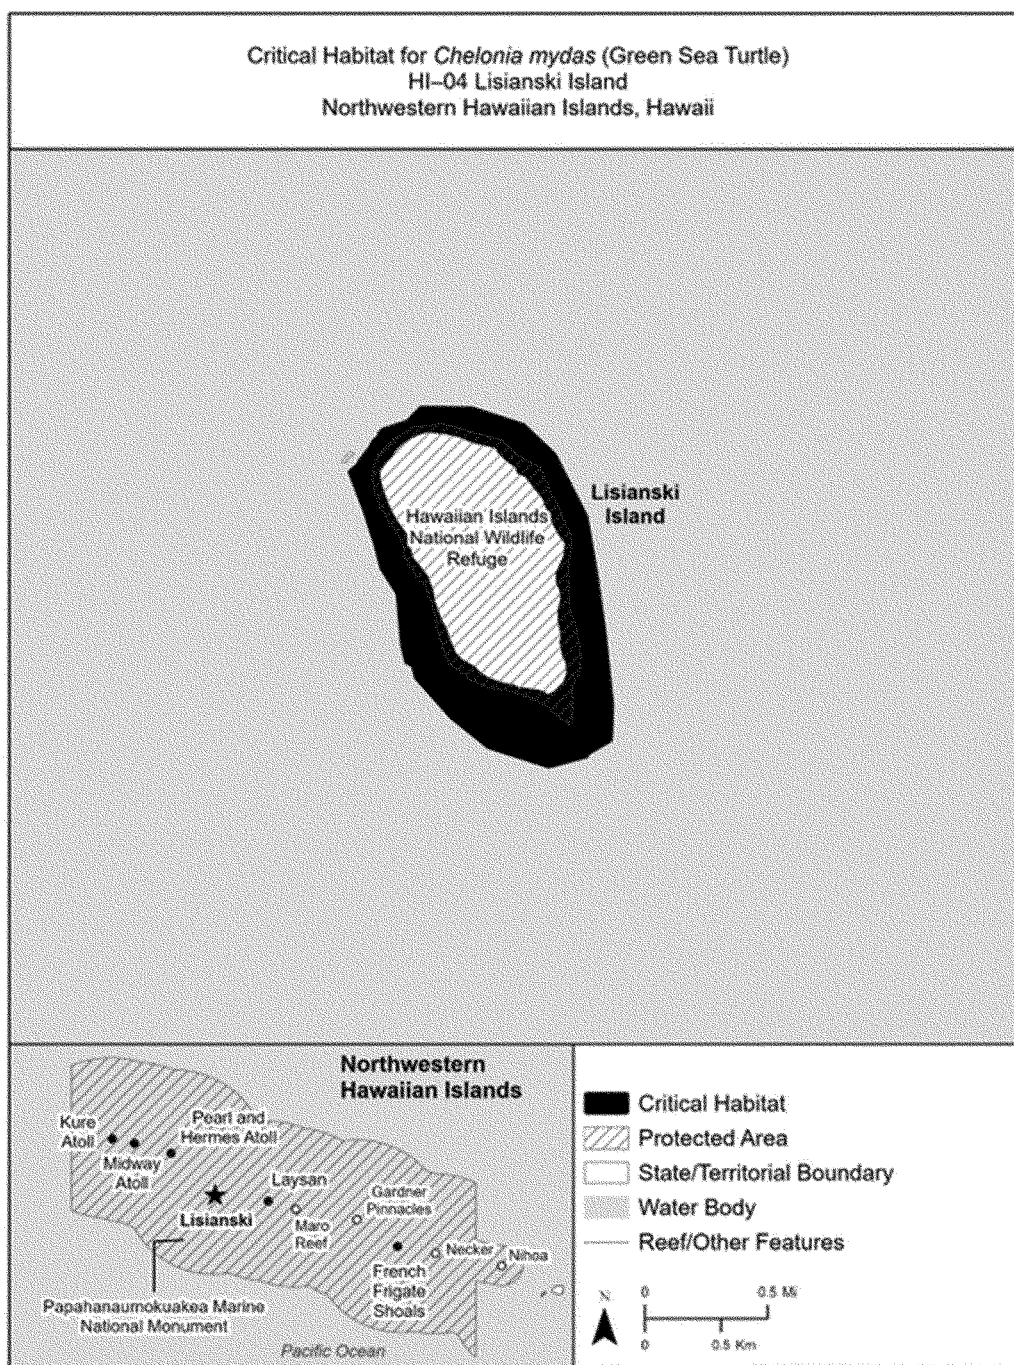 Critical Habitat for Chelonia mydas (Green Sea Turtle)
HI–04 Lisianski Island
Northwestern Hawaiian Islands, Hawaii
Lisianski
Island
Hawaiian Islands
National Wildlife
Refuge
Northwestern
Hawaiian Islands
Kure
Atoll
Midway
Atoll
Pearl and
Hermes Atoll
Lisianski
Laysan
Maro
Reef
Gardner
Pinnacles
French
Frigate
Shoals
Necker
Nihoa
Papahanaumokuakea Marine
National Monument
Pacific Ocean
Critical Habitat
Protected Area
State/Territorial Boundary
Water Body
Reef/Other Features
N
0 0.5 Mi
0 0.5 Km